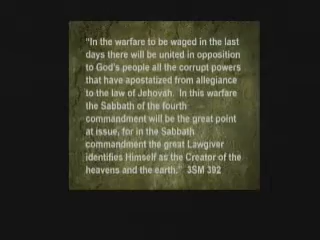 “In the warfare to be waged in the last
days there will be united in opposition
to God's people all the corrupt powers
that have apostatized from allegiance
to the law of Jehovah.  In this warfare
the Sabbath of the fourth
commandment will be the great point
at issue, for in the Sabbath
commandment the great Lawgiver
identifies Himself as the Creator of the
heavens and the earth.”  3SM 392